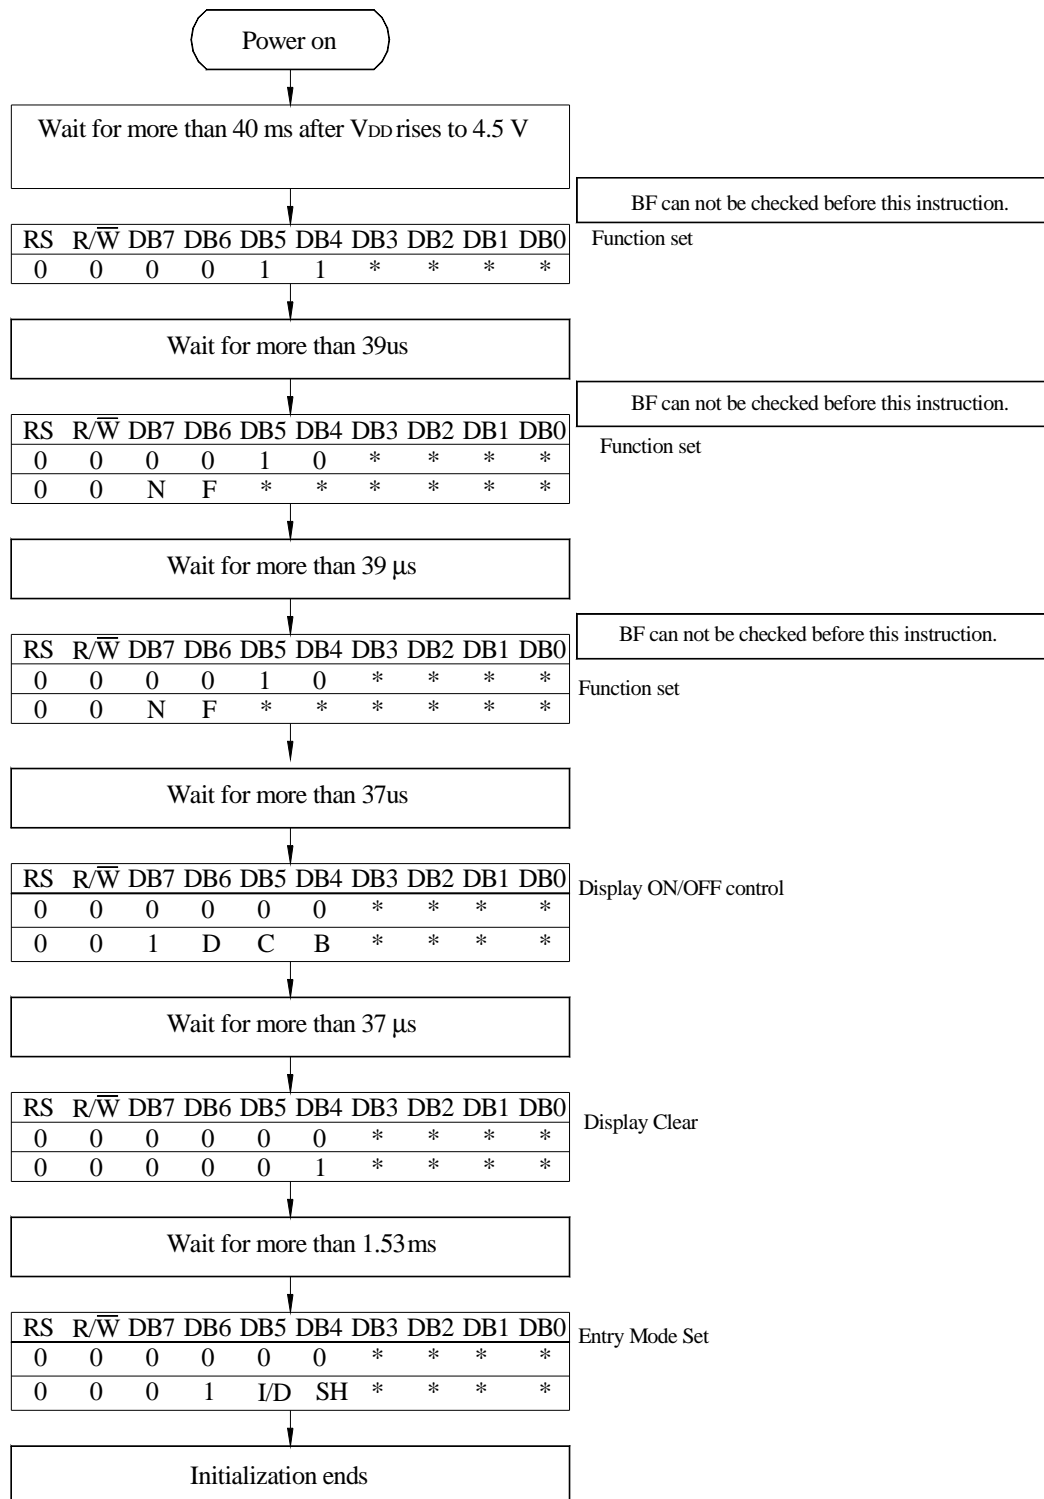 Power on
Wait for more than 40 ms after VDD rises to 4.5 V
BF can not be checked before this instruction.
RS R/W̅ DB7 DB6 DB5 DB4 DB3 DB2 DB1 DB0
Function set
0 0 0 0 1 1 * * * *
Wait for more than 39us
BF can not be checked before this instruction.
RS R/W̅ DB7 DB6 DB5 DB4 DB3 DB2 DB1 DB0
Function set
0 0 0 0 1 0 * * * *
0 0 N F * * * * * *
Wait for more than 39 μs
BF can not be checked before this instruction.
RS R/W̅ DB7 DB6 DB5 DB4 DB3 DB2 DB1 DB0
0 0 0 0 1 0 * * * *
Function set
0 0 N F * * * * * *
Wait for more than 37us
RS R/W̅ DB7 DB6 DB5 DB4 DB3 DB2 DB1 DB0
Display ON/OFF control
0 0 0 0 0 0 * * * *
0 0 1 D C B * * * *
Wait for more than 37 μs
RS R/W̅ DB7 DB6 DB5 DB4 DB3 DB2 DB1 DB0
Display Clear
0 0 0 0 0 0 * * * *
0 0 0 0 0 1 * * * *
Wait for more than 1.53ms
RS R/W̅ DB7 DB6 DB5 DB4 DB3 DB2 DB1 DB0
Entry Mode Set
0 0 0 0 0 0 * * * *
0 0 0 1 I/D SH * * * *
Initialization ends